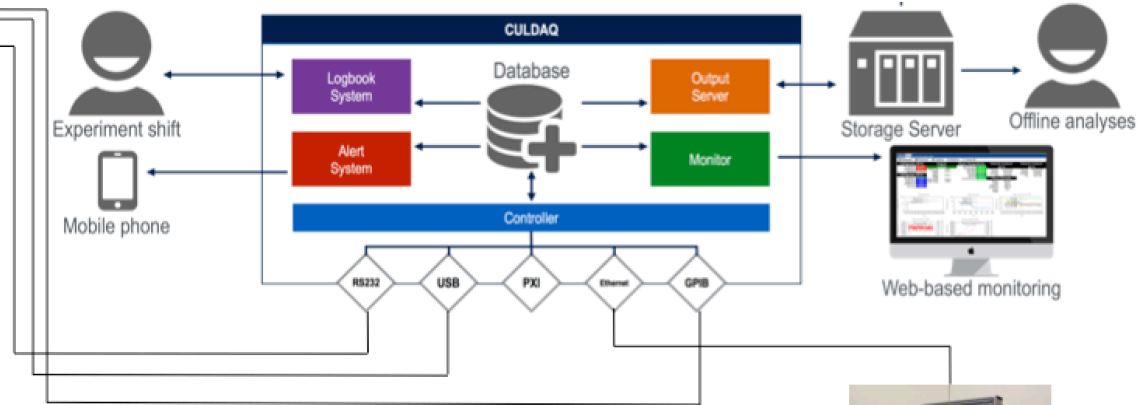 CULDAQ
Logbook
System
Database
Output
Server
Experiment shift
Storage Server
Offline analyses
Alert
System
Monitor
Mobile phone
Controller
Web-based monitoring
RS232
USB
PXI
Ethernet
GPIB